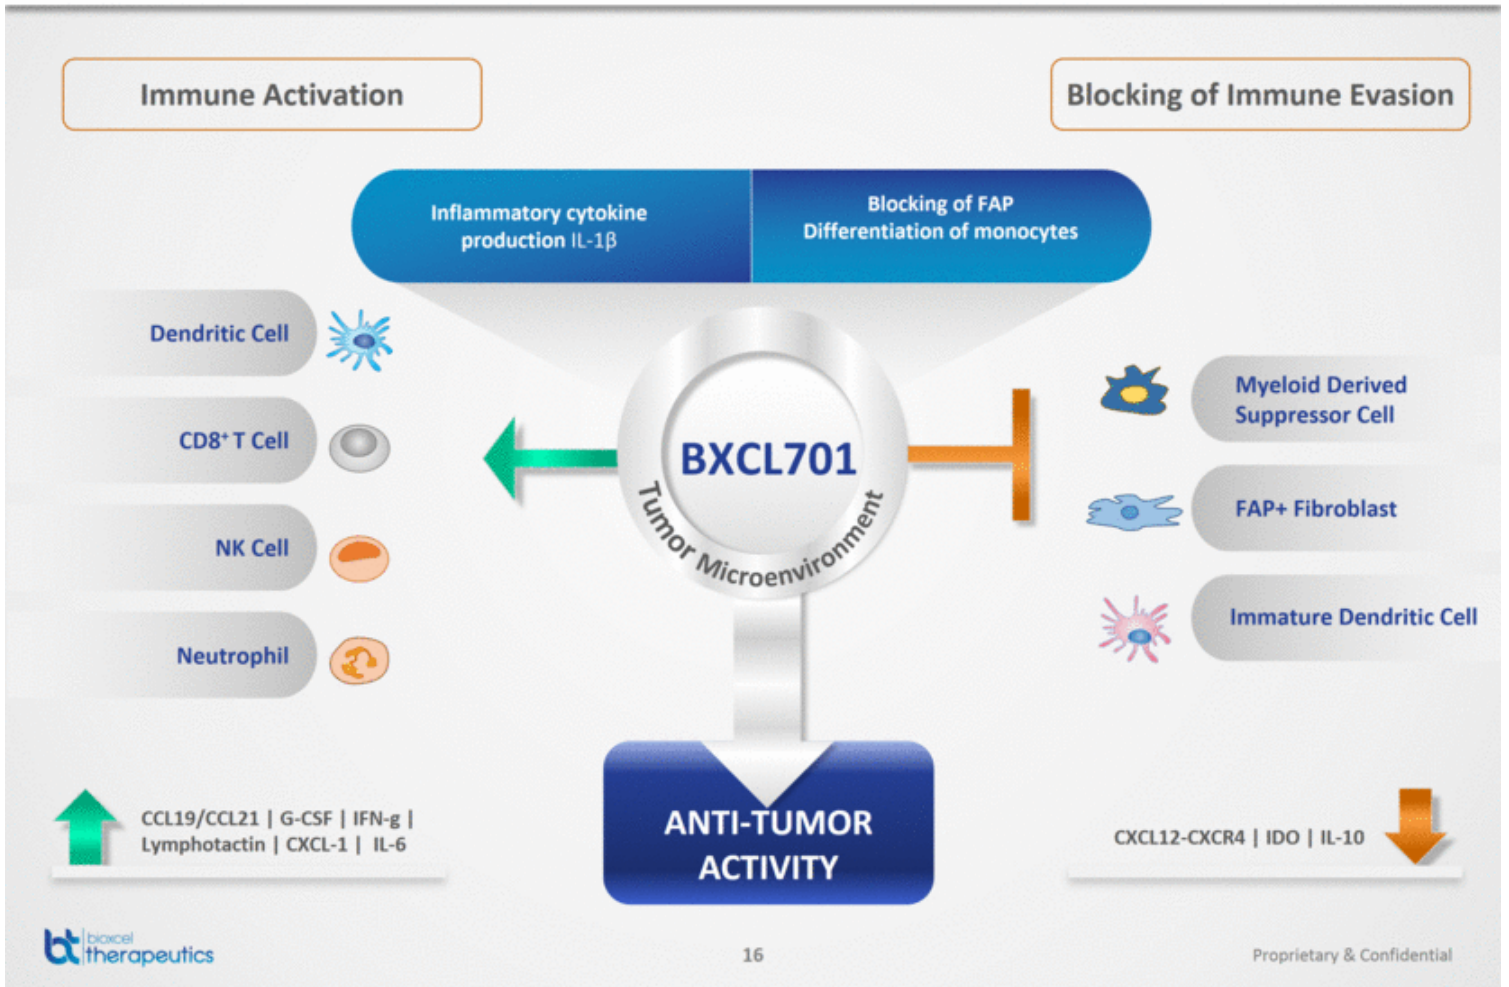 Immune Activation
Blocking of Immune Evasion
Inflammatory cytokine
production IL-1β
Blocking of FAP
Differentiation of monocytes
Dendritic Cell
CD8⁺ T Cell
NK Cell
Neutrophil
BXCL701
Tumor Microenvironment
Myeloid Derived
Suppressor Cell
FAP+ Fibroblast
Immature Dendritic Cell
CCL19/CCL21 | G-CSF | IFN-g |
Lymphotactin | CXCL-1 | IL-6
ANTI-TUMOR
ACTIVITY
CXCL12-CXCR4 | IDO | IL-10
bt
bioxcel
therapeutics
16
Proprietary & Confidential